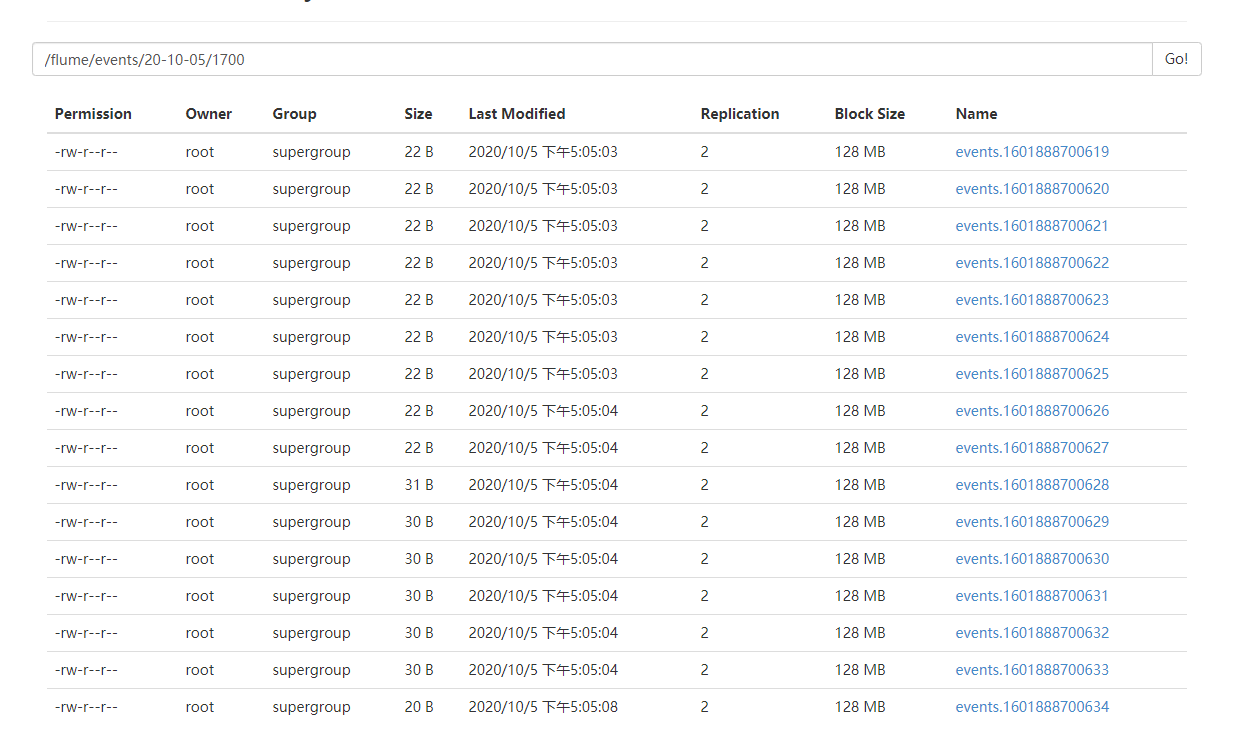 /flume/events/20-10-05/1700 Go!
Permission Owner Group Size Last Modified Replication Block Size Name
-rw-r--r-- root supergroup 22 B 2020/10/5 下午5:05:03 2 128 MB events.1601888700619
-rw-r--r-- root supergroup 22 B 2020/10/5 下午5:05:03 2 128 MB events.1601888700620
-rw-r--r-- root supergroup 22 B 2020/10/5 下午5:05:03 2 128 MB events.1601888700621
-rw-r--r-- root supergroup 22 B 2020/10/5 下午5:05:03 2 128 MB events.1601888700622
-rw-r--r-- root supergroup 22 B 2020/10/5 下午5:05:03 2 128 MB events.1601888700623
-rw-r--r-- root supergroup 22 B 2020/10/5 下午5:05:03 2 128 MB events.1601888700624
-rw-r--r-- root supergroup 22 B 2020/10/5 下午5:05:03 2 128 MB events.1601888700625
-rw-r--r-- root supergroup 22 B 2020/10/5 下午5:05:04 2 128 MB events.1601888700626
-rw-r--r-- root supergroup 22 B 2020/10/5 下午5:05:04 2 128 MB events.1601888700627
-rw-r--r-- root supergroup 31 B 2020/10/5 下午5:05:04 2 128 MB events.1601888700628
-rw-r--r-- root supergroup 30 B 2020/10/5 下午5:05:04 2 128 MB events.1601888700629
-rw-r--r-- root supergroup 30 B 2020/10/5 下午5:05:04 2 128 MB events.1601888700630
-rw-r--r-- root supergroup 30 B 2020/10/5 下午5:05:04 2 128 MB events.1601888700631
-rw-r--r-- root supergroup 30 B 2020/10/5 下午5:05:04 2 128 MB events.1601888700632
-rw-r--r-- root supergroup 30 B 2020/10/5 下午5:05:04 2 128 MB events.1601888700633
-rw-r--r-- root supergroup 20 B 2020/10/5 下午5:05:08 2 128 MB events.1601888700634